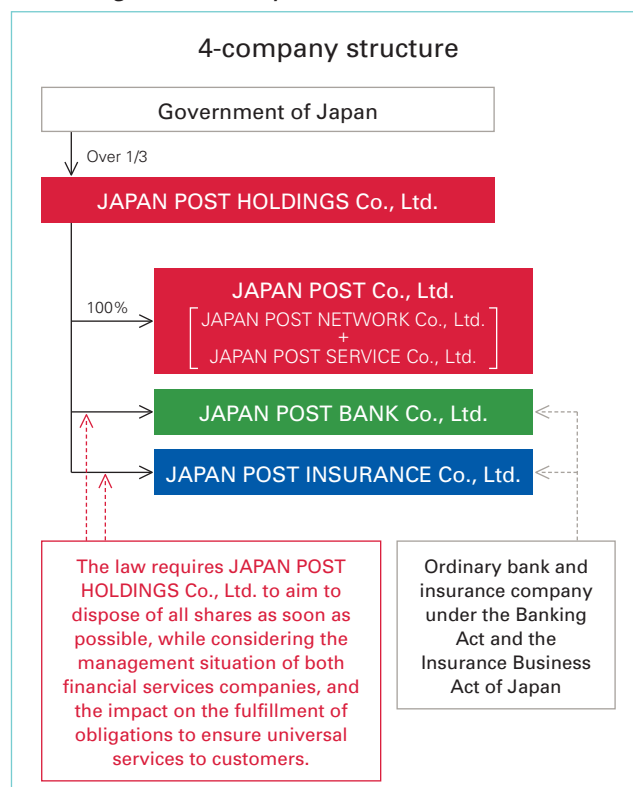 4-company structure
Government of Japan
Over 1/3
JAPAN POST HOLDINGS Co., Ltd.
100%
JAPAN POST Co., Ltd.
JAPAN POST NETWORK Co., Ltd.
+
JAPAN POST SERVICE Co., Ltd.
JAPAN POST BANK Co., Ltd.
JAPAN POST INSURANCE Co., Ltd.
The law requires JAPAN POST
HOLDINGS Co., Ltd. to aim to
dispose of all shares as soon as
possible, while considering the
management situation of both
financial services companies, and
the impact on the fulfillment of
obligations to ensure universal
services to customers.
Ordinary bank and
insurance company
under the Banking
Act and the
Insurance Business
Act of Japan